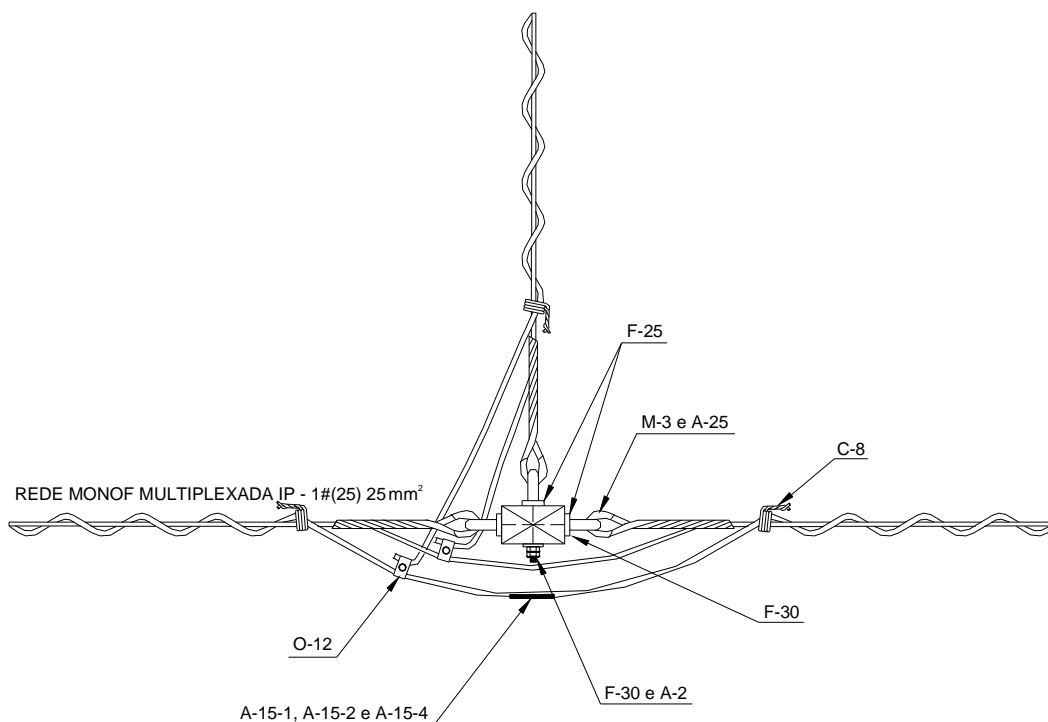 F-25
M-3 e A-25
C-8
REDE MONOF MULTIPLEXADA IP - 1#(25) 25mm²
F-30
O-12
F-30 e A-2
A-15-1, A-15-2 e A-15-4